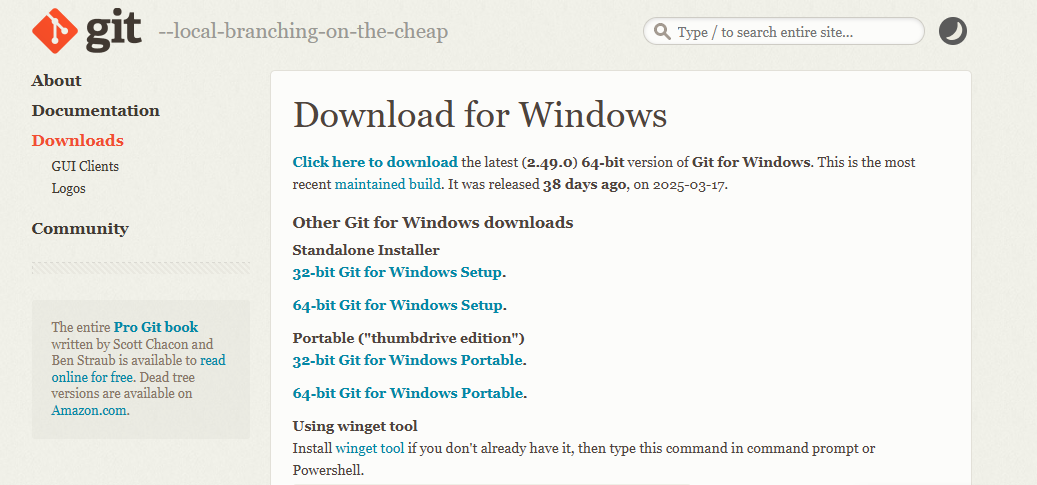 git --local-branching-on-the-cheap
Type / to search entire site...
About
Documentation
Downloads
GUI Clients
Logos
Community
The entire Pro Git book
written by Scott Chacon and
Ben Straub is available to read
online for free. Dead tree
versions are available on
Amazon.com.
Download for Windows
Click here to download the latest (2.49.0) 64-bit version of Git for Windows. This is the most
recent maintained build. It was released 38 days ago, on 2025-03-17.
Other Git for Windows downloads
Standalone Installer
32-bit Git for Windows Setup.
64-bit Git for Windows Setup.
Portable ("thumbdrive edition")
32-bit Git for Windows Portable.
64-bit Git for Windows Portable.
Using winget tool
Install winget tool if you don't already have it, then type this command in command prompt or
Powershell.